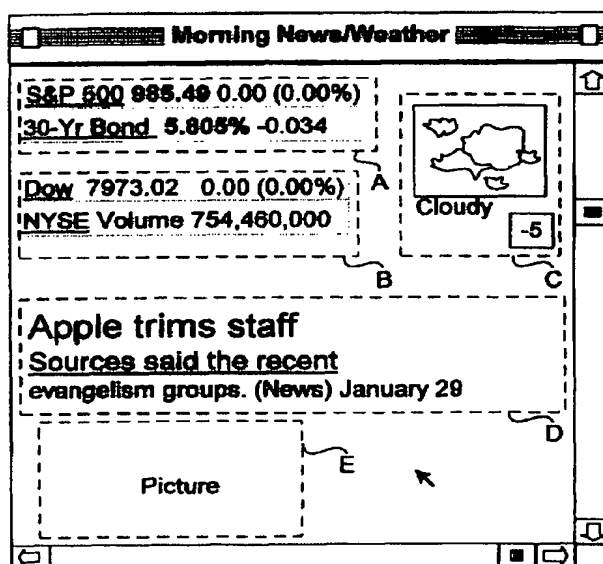 Morning News/Weather
S&P 500 985.49 0.00 (0.00%)
30-Yr Bond 5.805% -0.034
A
Dow 7973.02 0.00 (0.00%)
NYSE Volume 754,460,000
B
Cloudy
-5
C
Apple trims staff
Sources said the recent
evangelism groups. (News) January 29
D
E
Picture